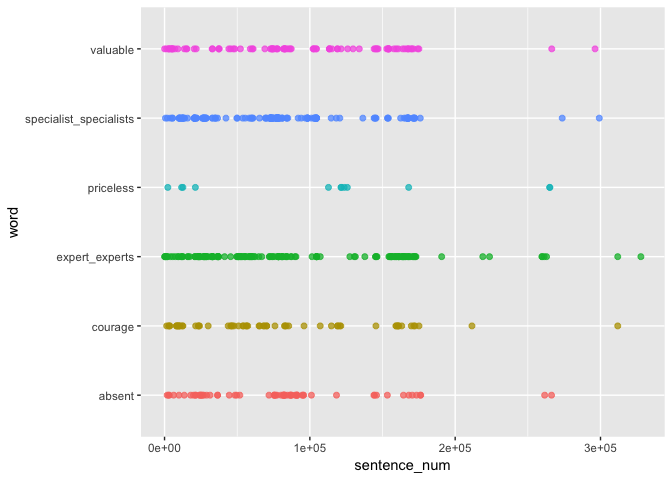 valuable
specialist_specialists
priceless
expert_experts
courage
absent
word
0e+00 1e+05 2e+05 3e+05
sentence_num